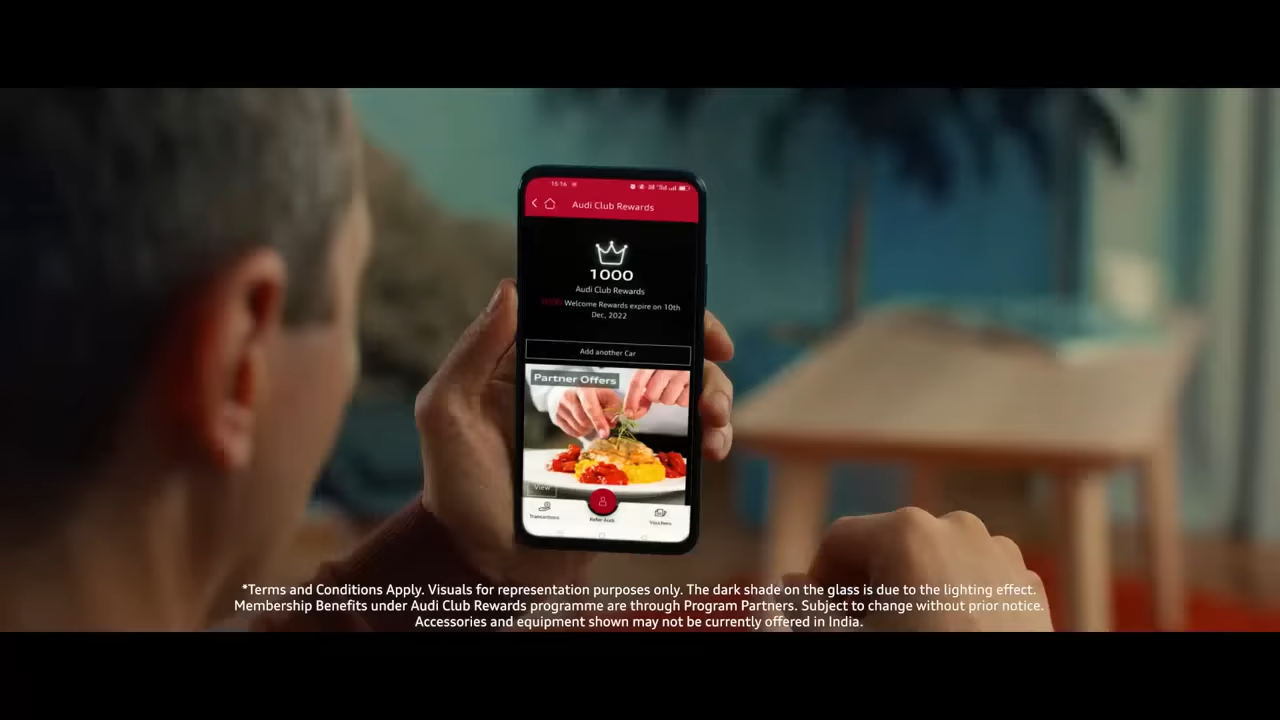 15:16
Audi Club Rewards
1000
Audi Club Rewards
Welcome Rewards expire on 10th
Dec, 2022
Add another Car
Partner Offers
View
Transactions
Refer Audi
Vouchers
*Terms and Conditions Apply. Visuals for representation purposes only. The dark shade on the glass is due to the lighting effect.
Membership Benefits under Audi Club Rewards programme are through Program Partners. Subject to change without prior notice.
Accessories and equipment shown may not be currently offered in India.